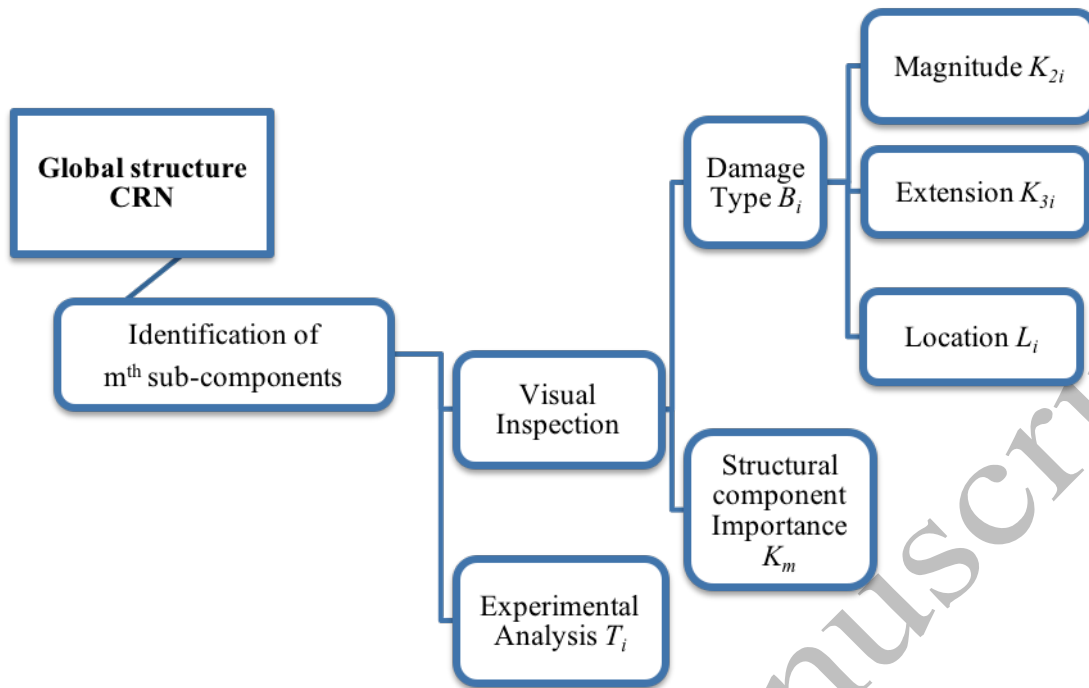 Global structure
CRN
Identification of
mth sub-components
Visual
Inspection
Experimental
Analysis Ti
Damage
Type Bi
Structural
component
Importance
Km
Magnitude K2i
Extension K3i
Location Li